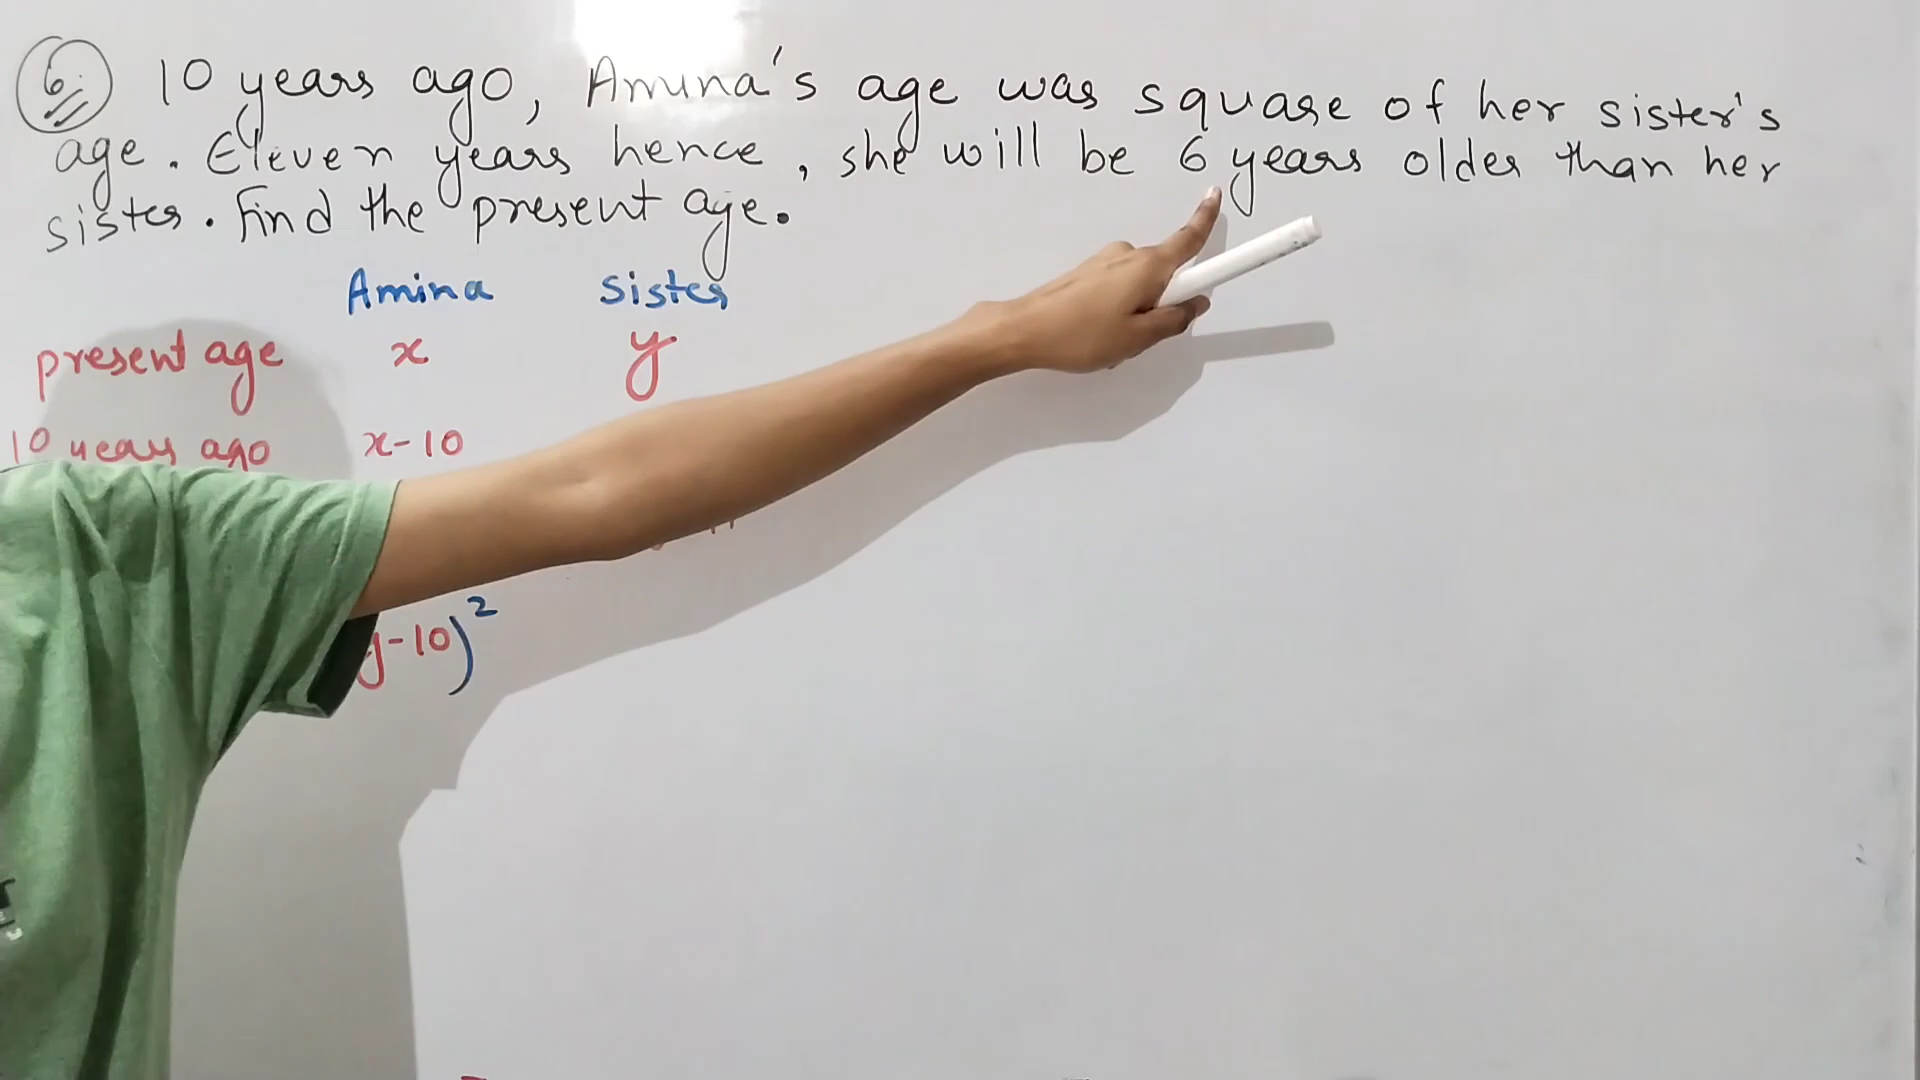 6. 10 years ago, Amina's age was square of her sister's
age. Eleven years hence, she will be 6 years older than her
sister. Find the present age.
Amina sister
present age x y
10 years ago x-10
y-10)²